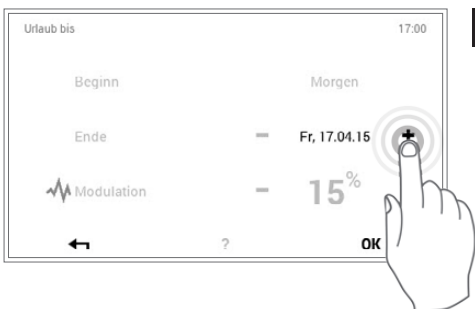 Urlaub bis 17:00
Beginn Morgen
Ende − Fr, 17.04.15 +
Modulation − 15%
? OK